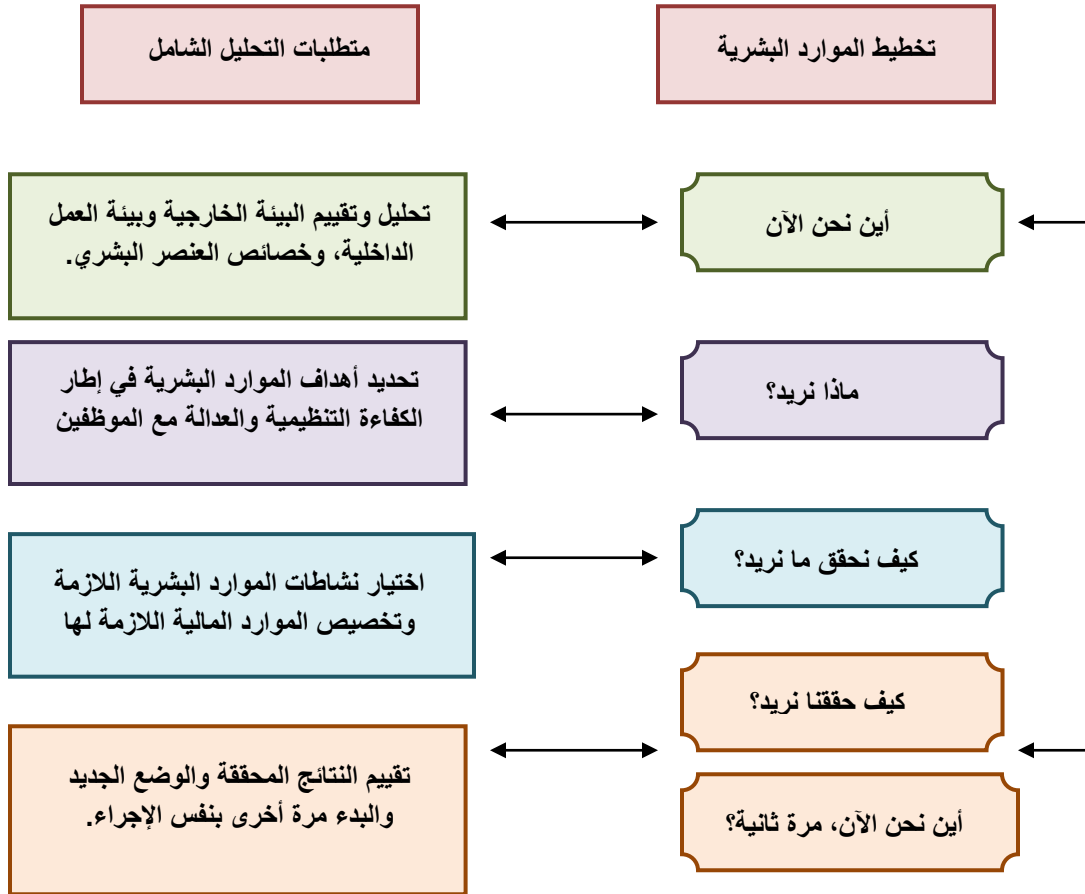 تخطيط الموارد البشرية
متطلبات التحليل الشامل
أين نحن الآن
تحليل وتقييم البيئة الخارجية وبيئة العمل
الداخلية، وخصائص العنصر البشري.
ماذا نريد؟
تحديد أهداف الموارد البشرية في إطار
الكفاءة التنظيمية والعدالة مع الموظفين
كيف نحقق ما نريد؟
اختيار نشاطات الموارد البشرية اللازمة
وتخصيص الموارد المالية اللازمة لها
كيف حققنا نريد؟
أين نحن الآن، مرة ثانية؟
تقييم النتائج المحققة والوضع الجديد
والبدء مرة أخرى بنفس الإجراء.